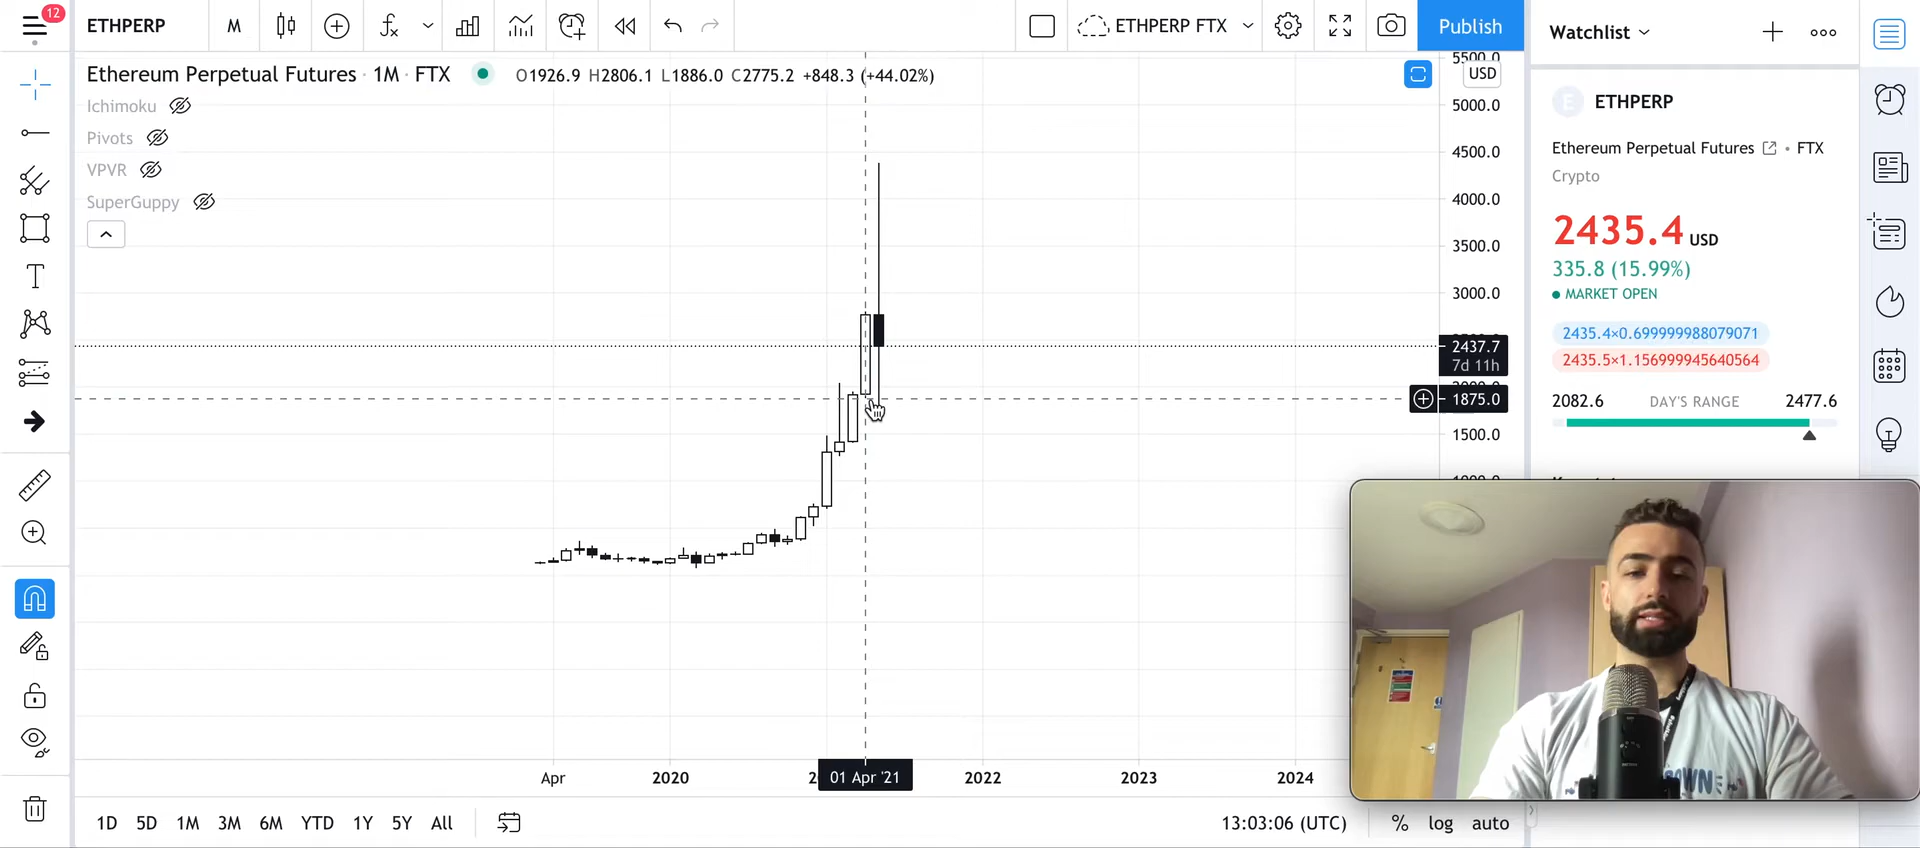 12
ETHPERP
M
fx
ETHPERP FTX
Publish
Watchlist
Ethereum Perpetual Futures · 1M · FTX
O1926.9 H2806.1 L1886.0 C2775.2 +848.3 (+44.02%)
USD
Ichimoku
Pivots
VPVR
SuperGuppy
5500.0
5000.0
4500.0
4000.0
3500.0
3000.0
2437.7
7d 11h
1875.0
1500.0
E ETHPERP
Ethereum Perpetual Futures • FTX
Crypto
2435.4 USD
335.8 (15.99%)
MARKET OPEN
2435.4×0.699999988079071
2435.5×1.156999945640564
2082.6 DAY'S RANGE 2477.6
Apr
2020
01 Apr '21
2022
2023
2024
1D 5D 1M 3M 6M YTD 1Y 5Y All
13:03:06 (UTC)
% log auto